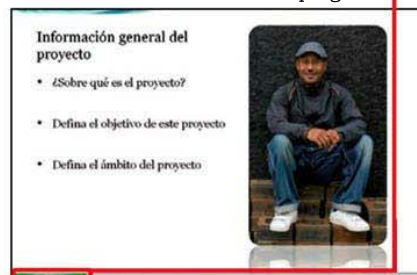 Información general del
proyecto
• ¿Sobre qué es el proyecto?
• Defina el objetivo de este proyecto
• Defina el ámbito del proyecto